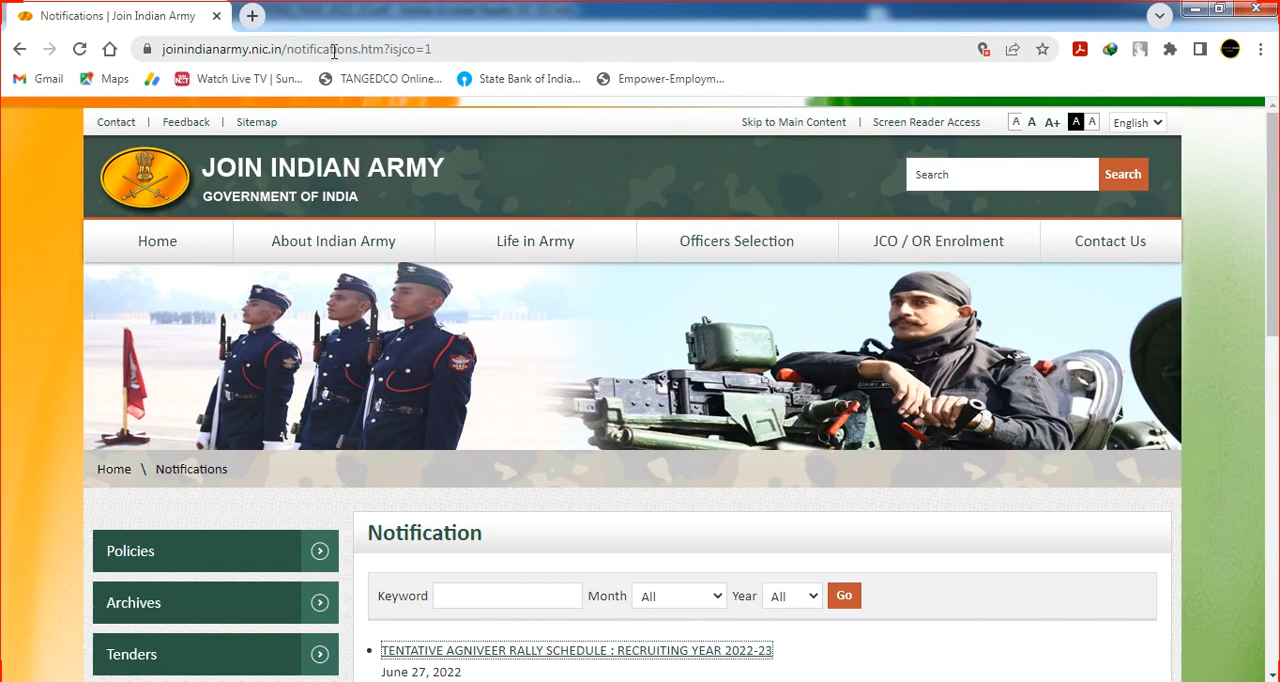 Notifications | Join Indian Army
joinindianarmy.nic.in/notifications.htm?isjco=1
Gmail Maps Watch Live TV | Sun... TANGEDCO Online... State Bank of India... Empower-Employm...
Contact | Feedback | Sitemap Skip to Main Content | Screen Reader Access A A A+ A A English
JOIN INDIAN ARMY
GOVERNMENT OF INDIA
Search Search
Home About Indian Army Life in Army Officers Selection JCO / OR Enrolment Contact Us
Home \ Notifications
Notification
Policies
Keyword Month All Year All Go
Archives
TENTATIVE AGNIVEER RALLY SCHEDULE : RECRUITING YEAR 2022-23
Tenders
June 27, 2022